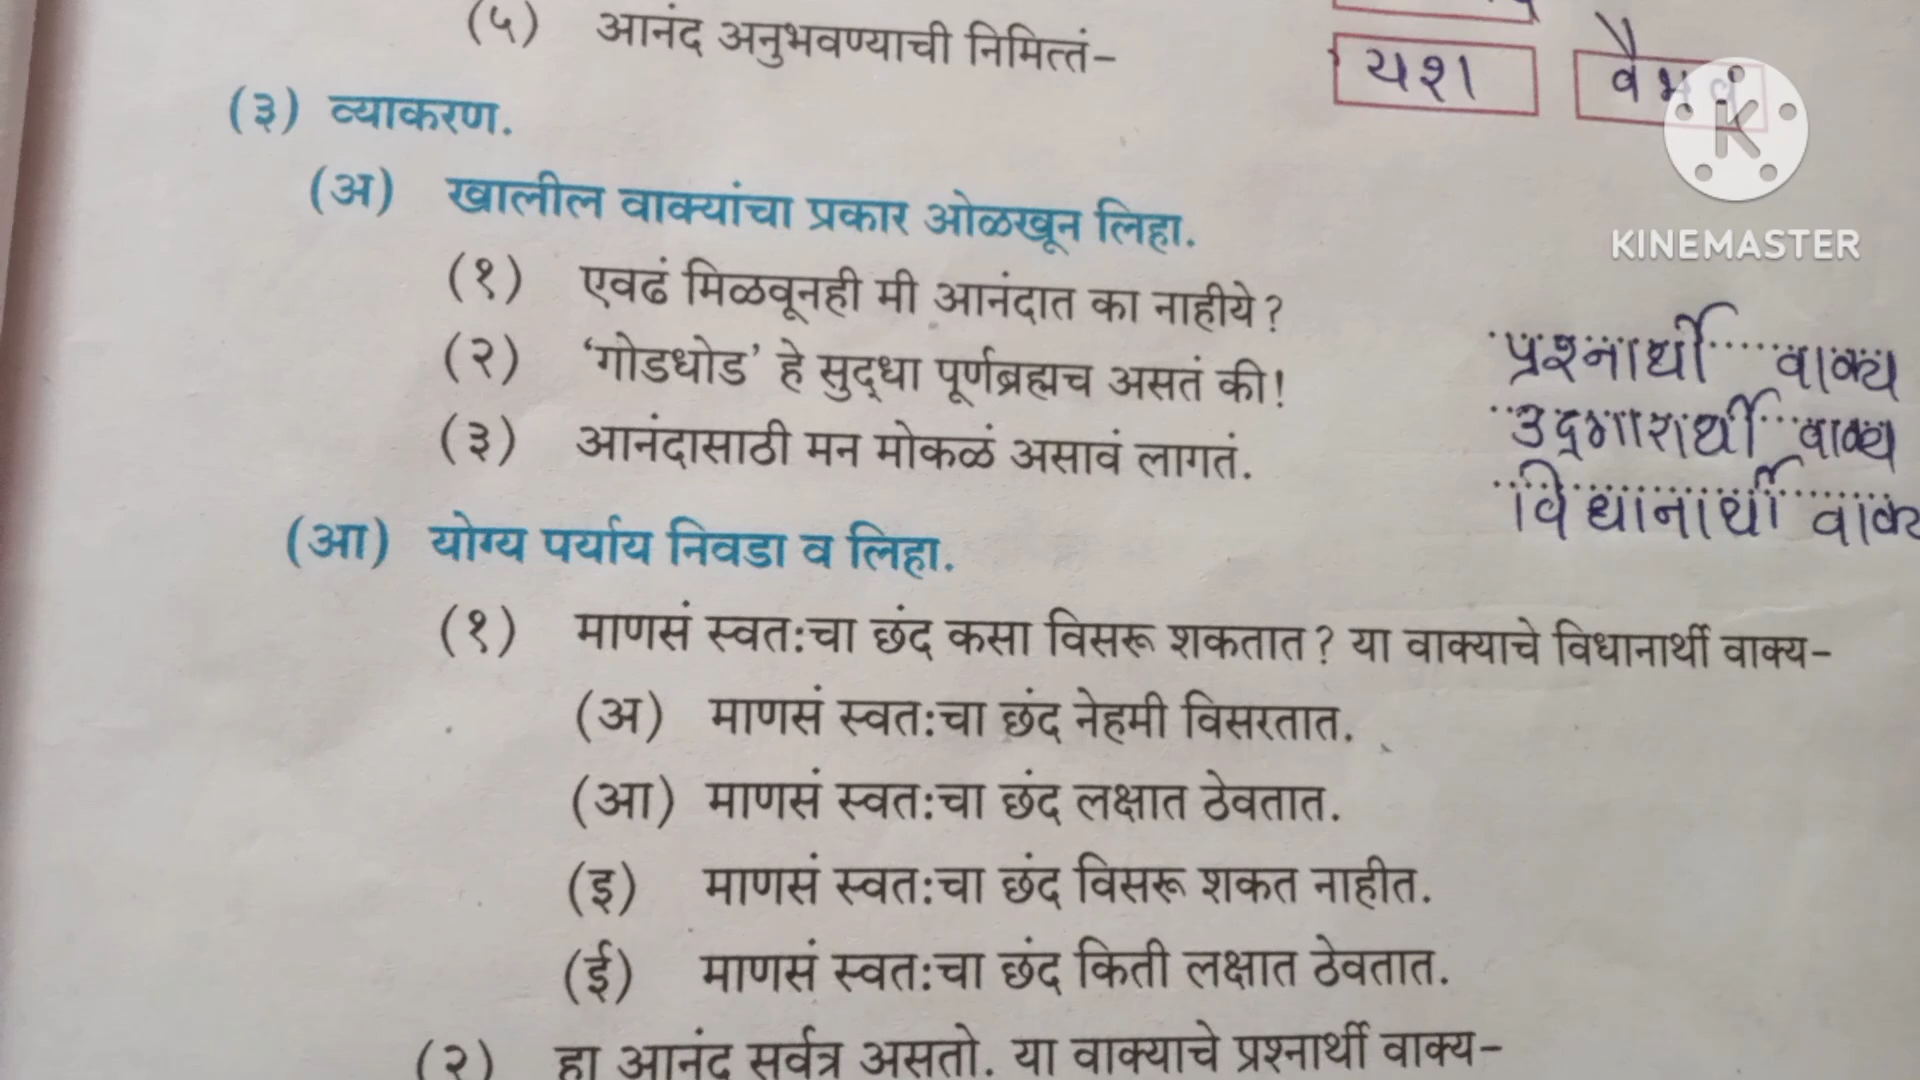 (५) आनंद अनुभवण्याची निमित्तं-
यश वैभव
(३) व्याकरण.
(अ) खालील वाक्यांचा प्रकार ओळखून लिहा.
KINEMASTER
(१) एवढं मिळवूनही मी आनंदात का नाहीये? प्रश्नार्थी वाक्य
(२) ‘गोडधोड’ हे सुद्धा पूर्णब्रह्मच असतं की! उद्गारार्थी वाक्य
(३) आनंदासाठी मन मोकळं असावं लागतं. विधानार्थी वाक्य
(आ) योग्य पर्याय निवडा व लिहा.
(१) माणसं स्वत:चा छंद कसा विसरू शकतात? या वाक्याचे विधानार्थी वाक्य-
(अ) माणसं स्वत:चा छंद नेहमी विसरतात.
(आ) माणसं स्वत:चा छंद लक्षात ठेवतात.
(इ) माणसं स्वत:चा छंद विसरू शकत नाहीत.
(ई) माणसं स्वत:चा छंद किती लक्षात ठेवतात.
(२) हा आनंद सर्वत्र असतो. या वाक्याचे प्रश्नार्थी वाक्य-